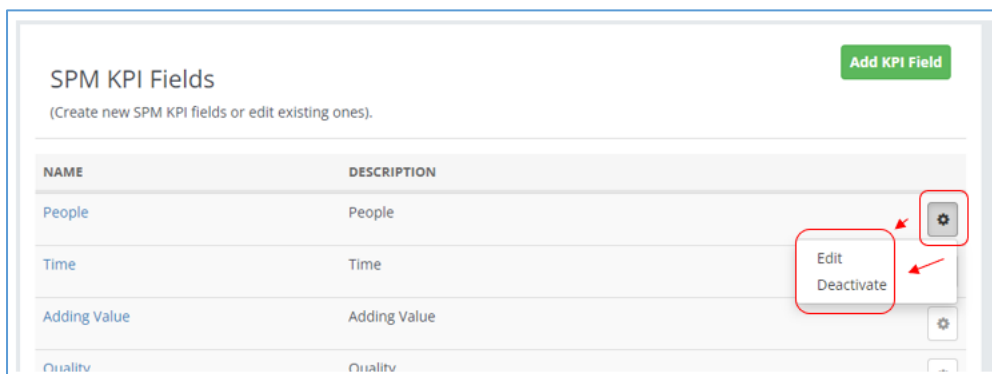 Add KPI Field
SPM KPI Fields
(Create new SPM KPI fields or edit existing ones).
NAME DESCRIPTION
People People
Edit
Time Time
Deactivate
Adding Value Adding Value
Quality Quality